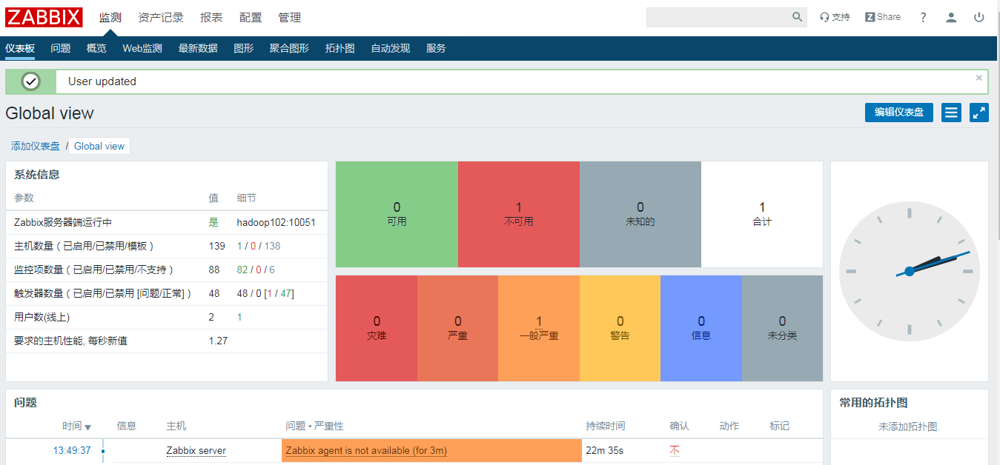 ZABBIX 监测 资产记录 报表 配置 管理 支持 Z Share ?
仪表板 问题 概览 Web监测 最新数据 图形 聚合图形 拓扑图 自动发现 服务
User updated ×
Global view 编辑仪表盘
添加仪表盘 / Global view
系统信息
参数 值 细节
Zabbix服务器端运行中 是 hadoop102:10051
主机数量 ( 已启用/已禁用/模板 ) 139 1 / 0 / 138
监控项数量 ( 已启用/已禁用/不支持 ) 88 82 / 0 / 6
触发器数量 ( 已启用/已禁用 [问题/正常] ) 48 48 / 0 [1 / 47]
用户数(线上) 2 1
要求的主机性能, 每秒新值 1.27
0 1 0 1
可用 不可用 未知的 合计
0 0 1 0 0 0
灾难 严重 一般严重 警告 信息 未分类
问题
时间 信息 主机 问题 • 严重性 持续时间 确认 动作 标记
13:49:37 Zabbix server Zabbix agent is not available (for 3m) 22m 35s 不
常用的拓扑图
未添加拓扑图.